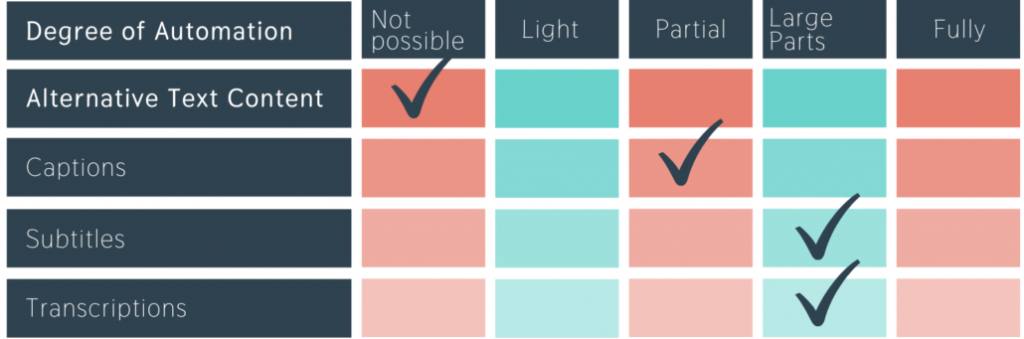 Degree of Automation
Not
possible
Light
Partial
Large
Parts
Fully
Alternative Text Content
Captions
Subtitles
Transcriptions